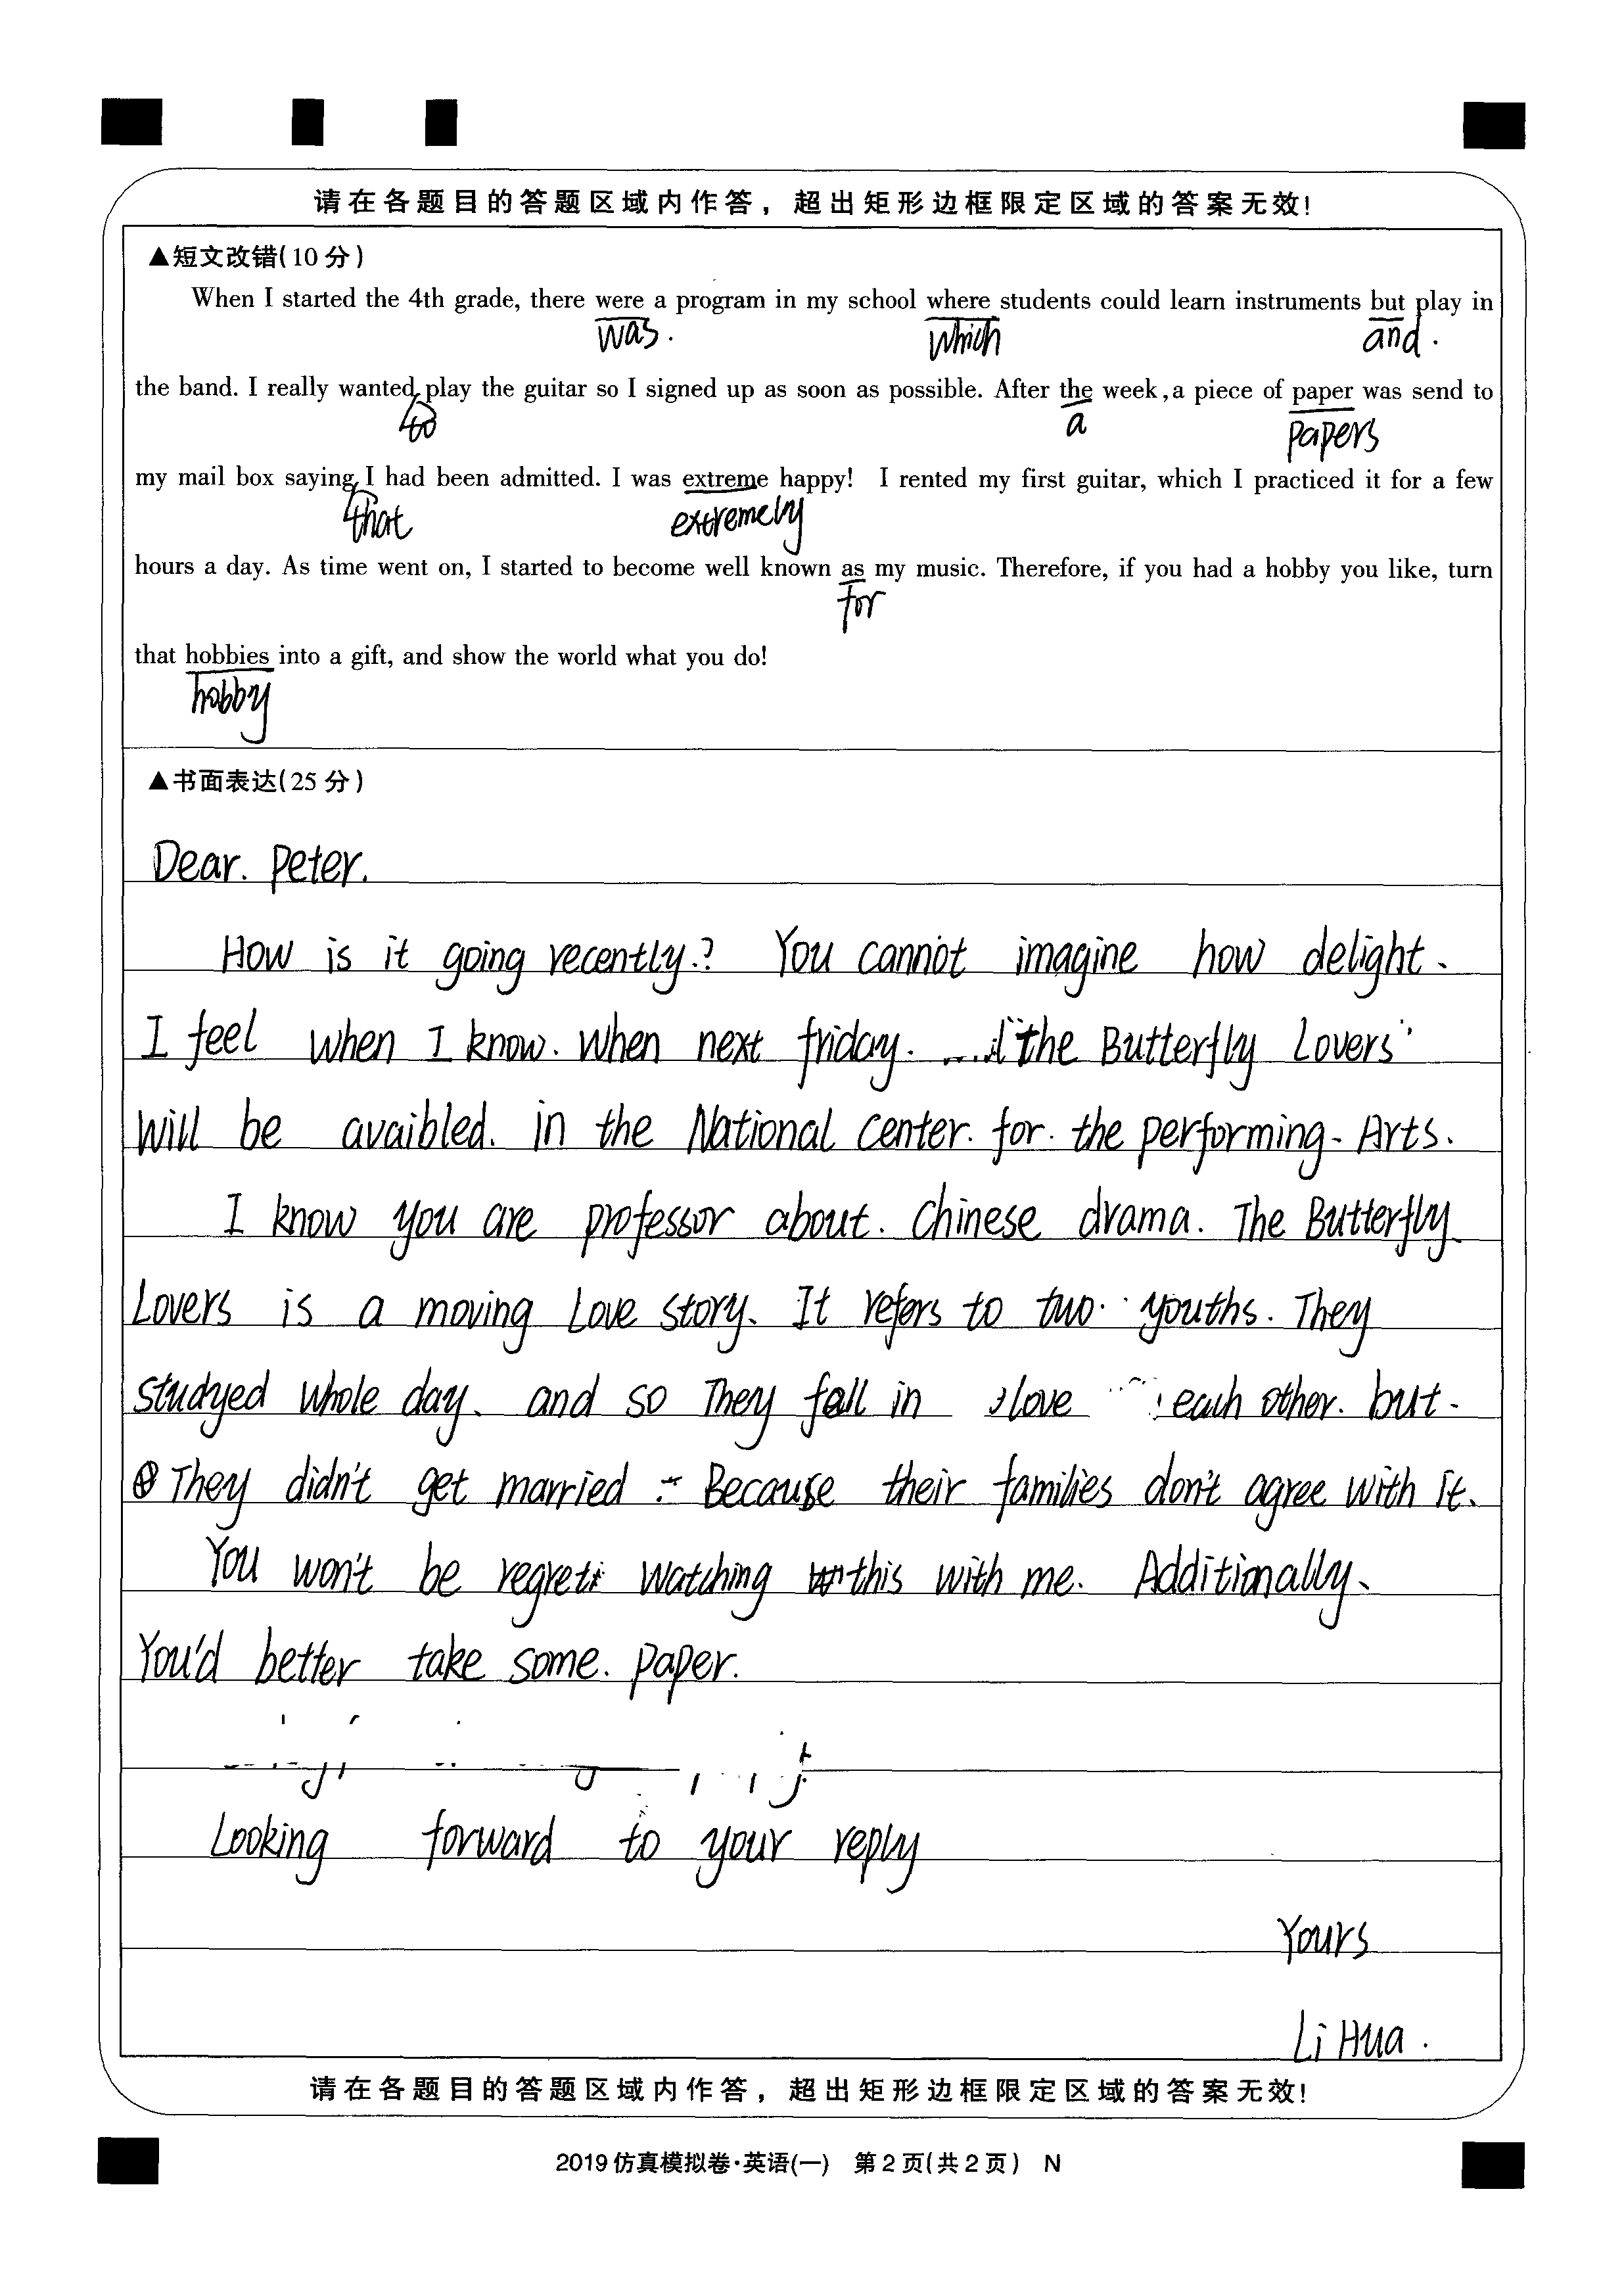 请在各题目的答题区域内作答，超出矩形边框限定区域的答案无效!
▲短文改错(10分)
When I started the 4th grade, there were a program in my school where students could learn instruments but play in
was. which and.
the band. I really wanted play the guitar so I signed up as soon as possible. After the week, a piece of paper was send to
to a papers
my mail box saying I had been admitted. I was extreme happy! I rented my first guitar, which I practiced it for a few
that extremely
hours a day. As time went on, I started to become well known as my music. Therefore, if you had a hobby you like, turn
for
that hobbies into a gift, and show the world what you do!
hobby
▲书面表达(25分)
Dear. Peter.
How is it going recently.? You cannot imagine how delight.
I feel when I know. when next friday. "the Butterfly Lovers"
will be avaibled. in the National center. for. the performing. Arts.
I know you are professor about. Chinese drama. The Butterfly
Lovers is a moving Love story. It refers to two youths. They
studyed whole day. and so They fall in love each other. but.
They didn't get married. Because their families don't agree with it.
You won't be regret watching this with me. Additionally.
You'd better take some. paper.
Looking forward to your reply
Yours
Li Hua.
请在各题目的答题区域内作答，超出矩形边框限定区域的答案无效!
2019仿真模拟卷·英语(一) 第2页(共2页) N